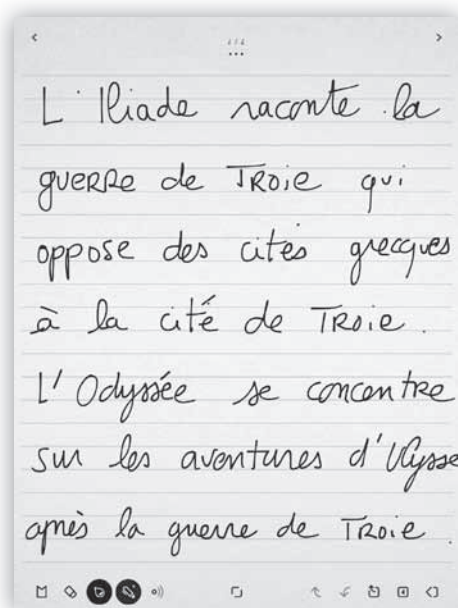 L'Iliade raconte la
guerre de Troie qui
oppose des cités grecques
à la cité de Troie.
L'Odyssée se concentre
sur les aventures d'Ulysse
après la guerre de Troie.